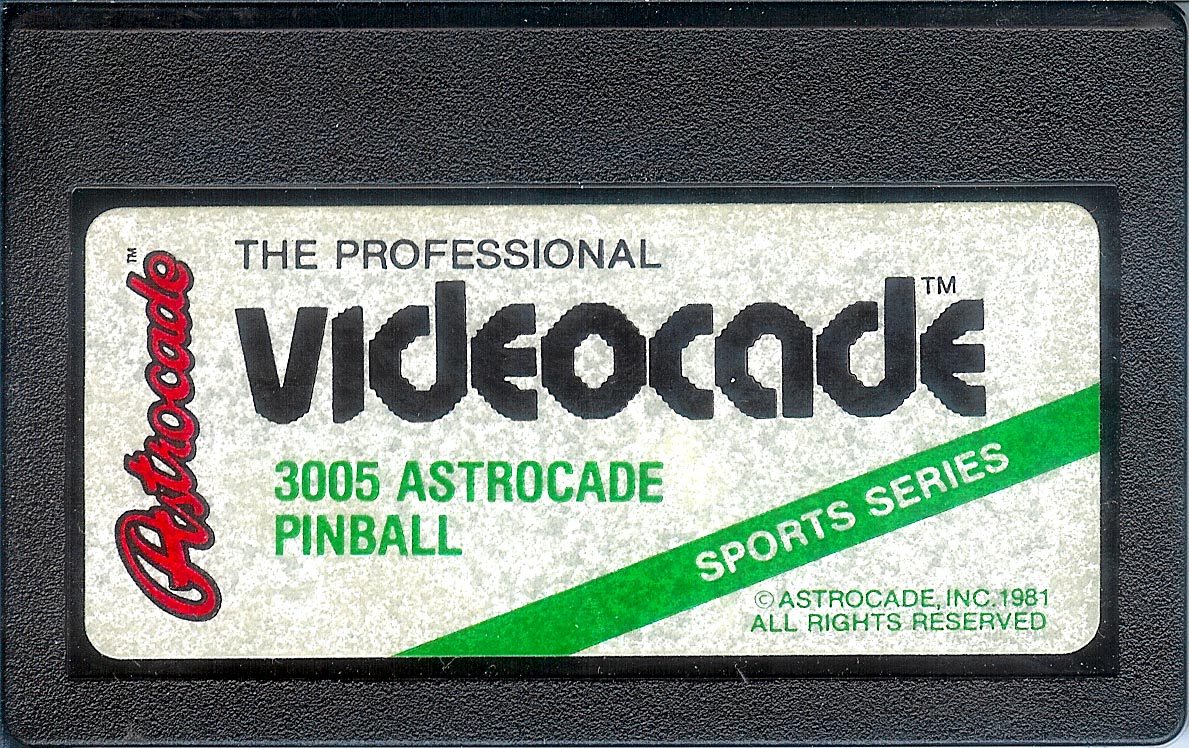 Astrocade™
THE PROFESSIONAL
videocade™
3005 ASTROCADE
PINBALL
SPORTS SERIES
© ASTROCADE, INC. 1981
ALL RIGHTS RESERVED